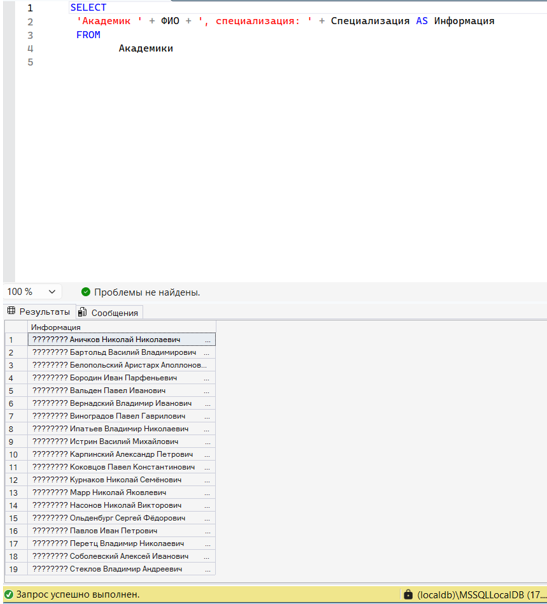 1 SELECT
2 'Академик ' + ФИО + ', специализация: ' + Специализация AS Информация
3 FROM
4 Академики
5
100 % Проблемы не найдены.
Результаты Сообщения
Информация
1 ???????? Аничков Николай Николаевич ...
2 ???????? Бартольд Василий Владимирович ...
3 ???????? Белопольский Аристарх Аполлонов...
4 ???????? Бородин Иван Парфеньевич ...
5 ???????? Вальден Павел Иванович ...
6 ???????? Вернадский Владимир Иванович ...
7 ???????? Виноградов Павел Гаврилович ...
8 ???????? Ипатьев Владимир Николаевич ...
9 ???????? Истрин Василий Михайлович ...
10 ???????? Карпинский Александр Петрович ...
11 ???????? Коковцов Павел Константинович ...
12 ???????? Курнаков Николай Семёнович ...
13 ???????? Марр Николай Яковлевич ...
14 ???????? Насонов Николай Викторович ...
15 ???????? Ольденбург Сергей Фёдорович ...
16 ???????? Павлов Иван Петрович ...
17 ???????? Перетц Владимир Николаевич ...
18 ???????? Соболевский Алексей Иванович ...
19 ???????? Стеклов Владимир Андреевич ...
Запрос успешно выполнен. (localdb)\MSSQLLocalDB (17....